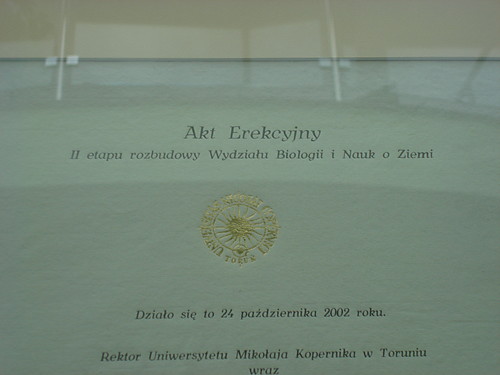 Akt Erekcyjny
II etapu rozbudowy Wydziału Biologii i Nauk o Ziemi
TORUŃ
Działo się to 24 października 2002 roku.
Rektor Uniwersytetu Mikołaja Kopernika w Toruniu
wraz